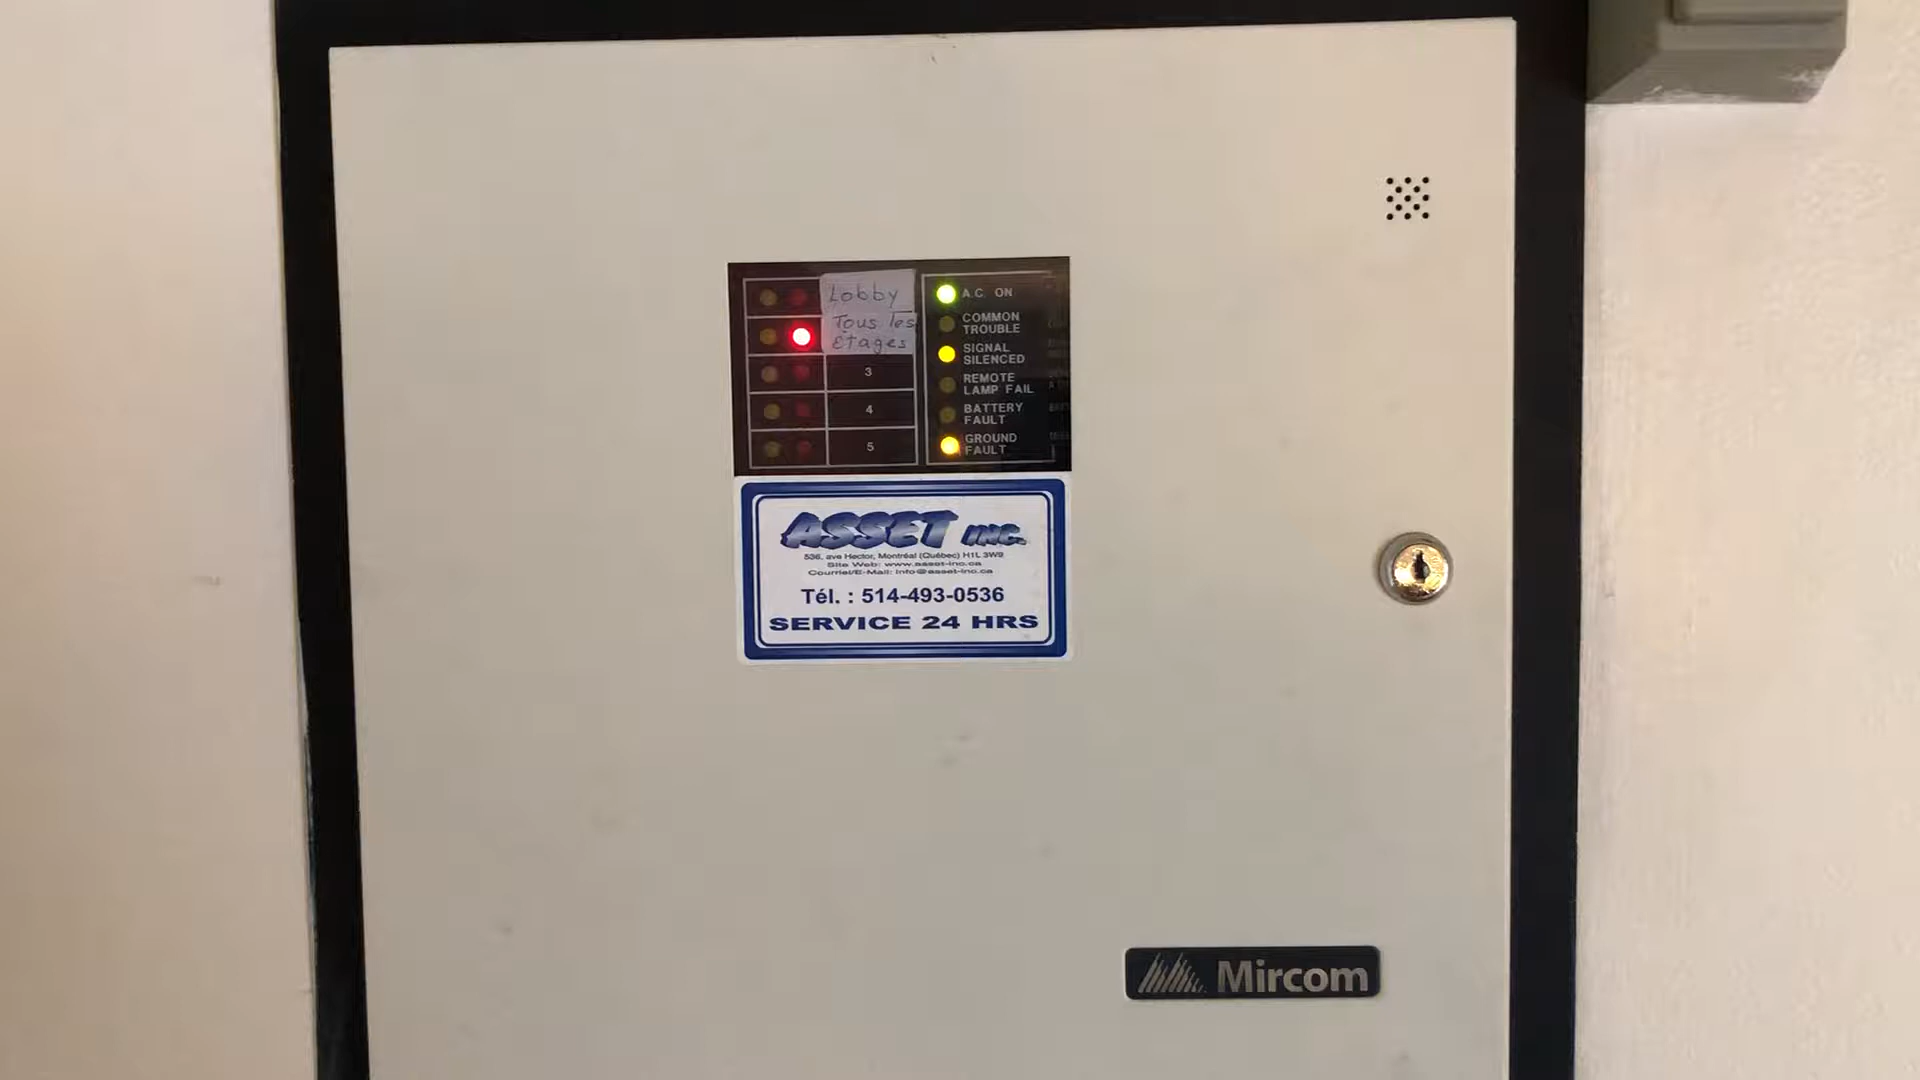 Lobby
Tous les
Etages
3
4
5
A.C. ON
COMMON
TROUBLE
SIGNAL
SILENCED
REMOTE
LAMP FAIL
BATTERY
FAULT
GROUND
FAULT
ASSET INC.
536, ave Hector, Montréal (Québec) H1L 3W9
Site Web: www.asset-inc.ca
Courriel/E-Mail: info@asset-inc.ca
Tél. : 514-493-0536
SERVICE 24 HRS
Mircom